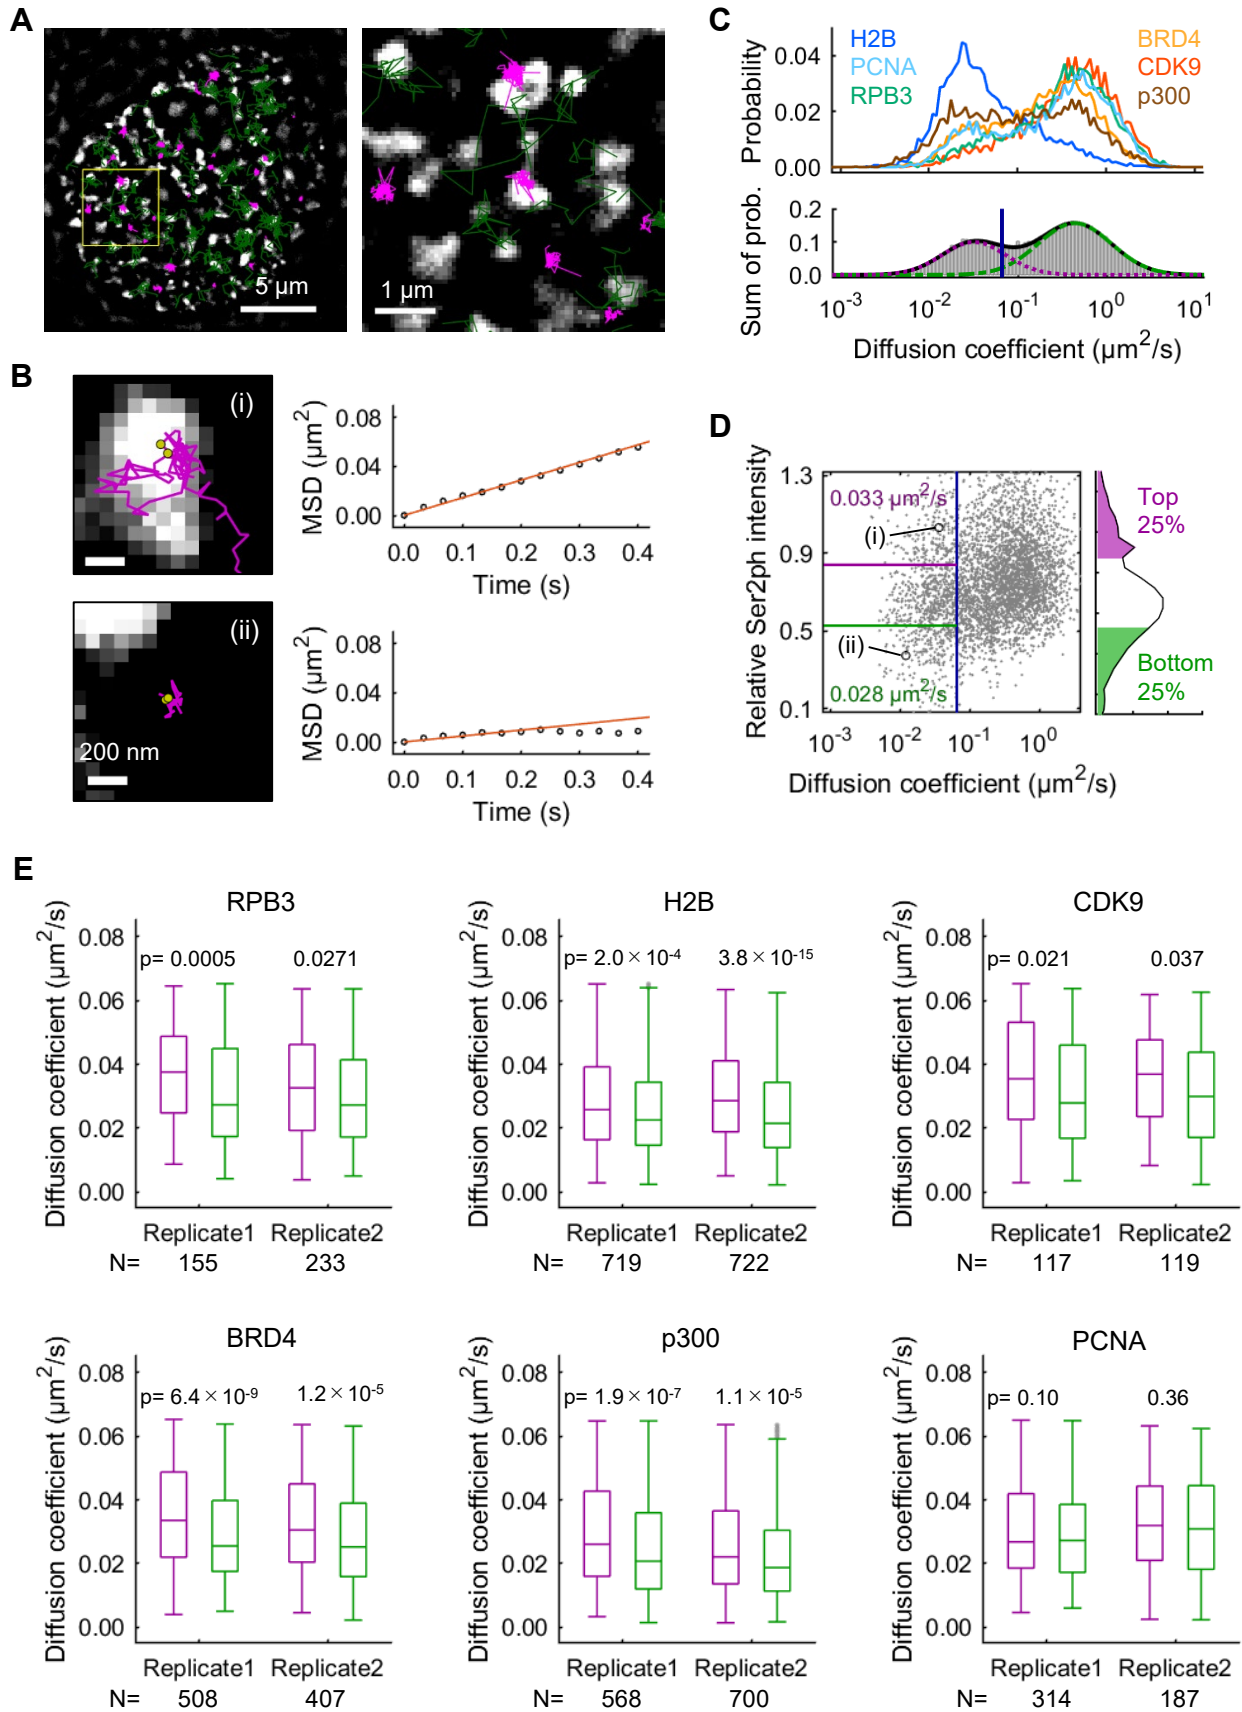 A
5 µm
1 µm
B
(i)
MSD (µm²)
0.08
0.04
0.00
0.0 0.1 0.2 0.3 0.4
Time (s)
(ii)
200 nm
MSD (µm²)
0.08
0.04
0.00
0.0 0.1 0.2 0.3 0.4
Time (s)
C
Probability
0.04
0.02
0.00
H2B
PCNA
RPB3
BRD4
CDK9
p300
Sum of prob.
0.2
0.1
0.0
10⁻³ 10⁻² 10⁻¹ 10⁰ 10¹
Diffusion coefficient (µm²/s)
D
Relative Ser2ph intensity
1.3
0.9
0.5
0.1
0.033 µm²/s
(i)
(ii)
0.028 µm²/s
10⁻³ 10⁻² 10⁻¹ 10⁰
Diffusion coefficient (µm²/s)
Top
25%
Bottom
25%
E
RPB3
Diffusion coefficient (µm²/s)
0.08
0.06
0.04
0.02
0.00
p= 0.0005 0.0271
Replicate1 Replicate2
N= 155 233
H2B
Diffusion coefficient (µm²/s)
0.08
0.06
0.04
0.02
0.00
p= 2.0×10⁻⁴ 3.8×10⁻¹⁵
Replicate1 Replicate2
N= 719 722
CDK9
Diffusion coefficient (µm²/s)
0.08
0.06
0.04
0.02
0.00
p= 0.021 0.037
Replicate1 Replicate2
N= 117 119
BRD4
Diffusion coefficient (µm²/s)
0.08
0.06
0.04
0.02
0.00
p= 6.4×10⁻⁹ 1.2×10⁻⁵
Replicate1 Replicate2
N= 508 407
p300
Diffusion coefficient (µm²/s)
0.08
0.06
0.04
0.02
0.00
p= 1.9×10⁻⁷ 1.1×10⁻⁵
Replicate1 Replicate2
N= 568 700
PCNA
Diffusion coefficient (µm²/s)
0.08
0.06
0.04
0.02
0.00
p= 0.10 0.36
Replicate1 Replicate2
N= 314 187